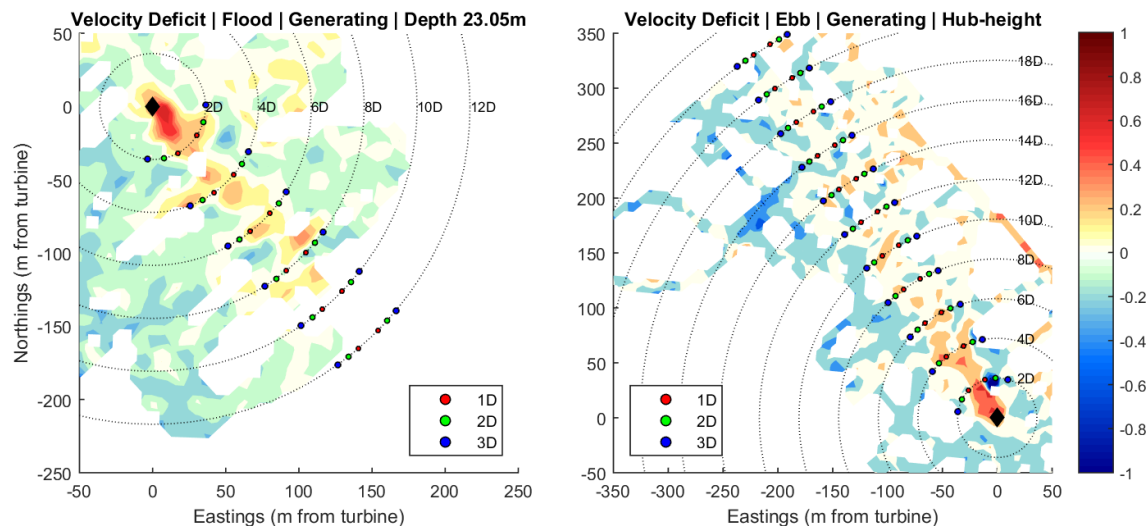 Velocity Deficit | Flood | Generating | Depth 23.05m
50
0
-50
-100
-150
-200
-250
-50
0
50
100
150
200
250
Northings (m from turbine)
Eastings (m from turbine)
2D
4D
6D
8D
10D
12D
1D
2D
3D
Velocity Deficit | Ebb | Generating | Hub-height
350
300
250
200
150
100
50
0
-50
-350
-300
-250
-200
-150
-100
-50
0
50
Eastings (m from turbine)
18D
16D
14D
12D
10D
8D
6D
4D
2D
1D
2D
3D
1
0.8
0.6
0.4
0.2
0
-0.2
-0.4
-0.6
-0.8
-1